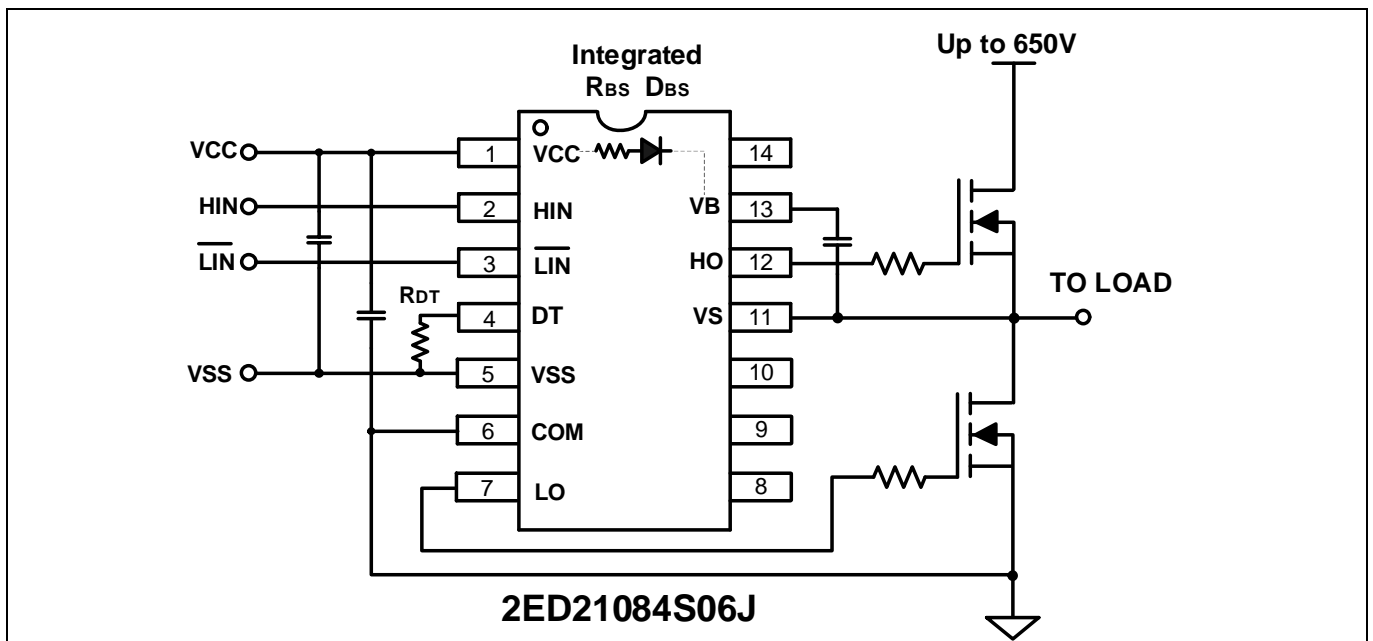 Up to 650V
Integrated
RBS DBS
VCC
1
VCC
14
HIN
2
HIN
VB
13
LIN
3
LIN
HO
12
TO LOAD
RDT
4
DT
VS
11
VSS
5
VSS
10
6
COM
9
7
LO
8
2ED21084S06J